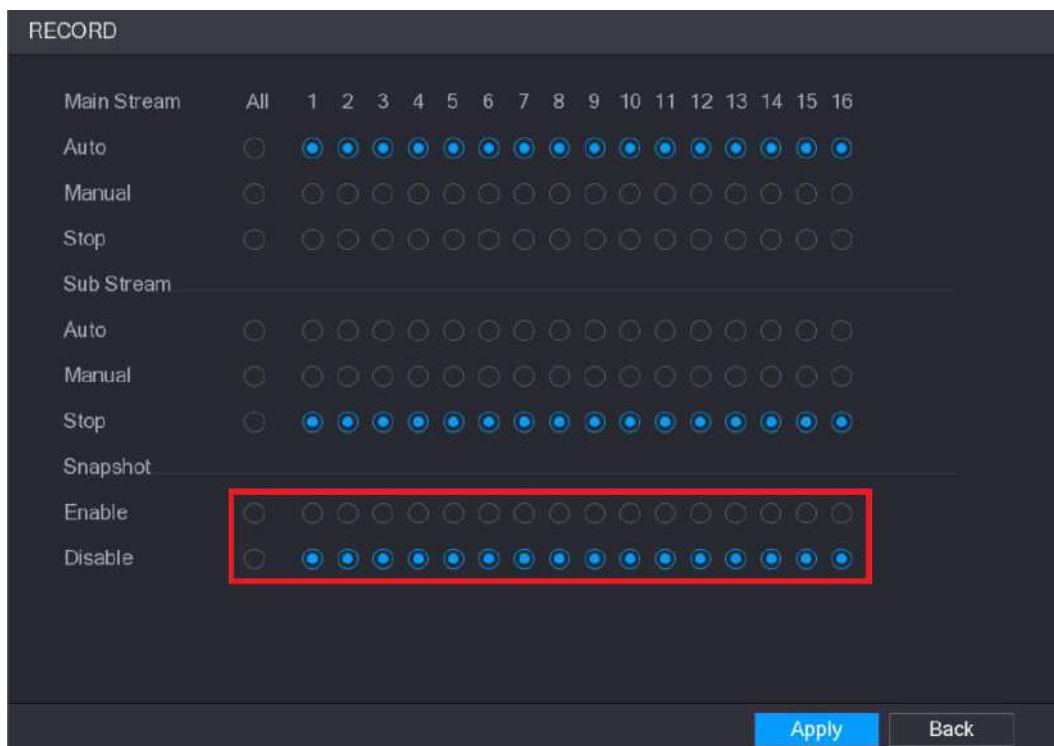 RECORD
Main Stream All 1 2 3 4 5 6 7 8 9 10 11 12 13 14 15 16
Auto
Manual
Stop
Sub Stream
Auto
Manual
Stop
Snapshot
Enable
Disable
Apply Back